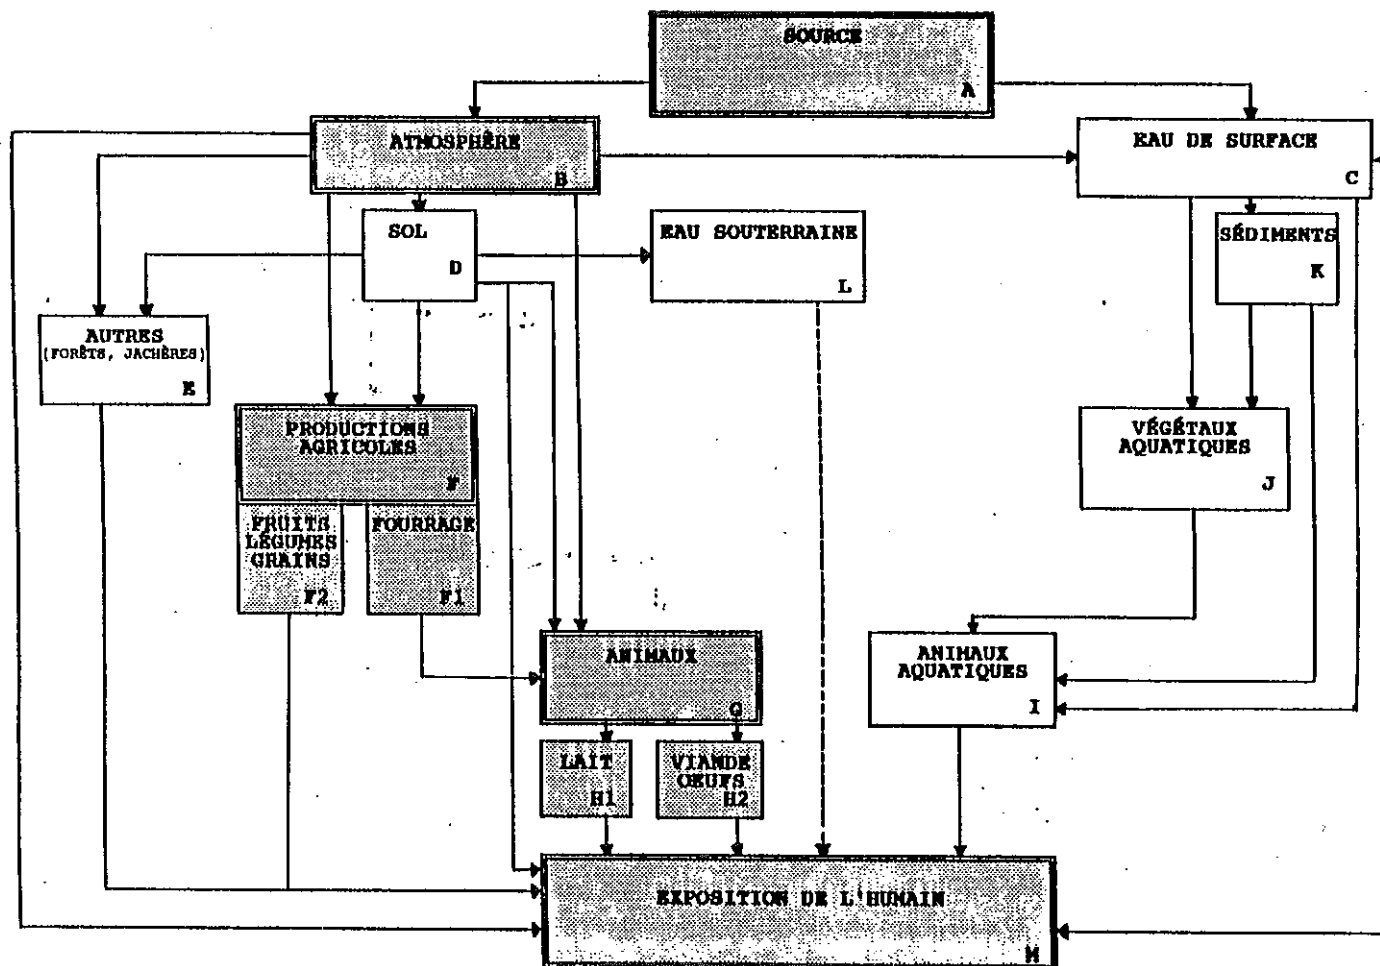 SOURCE
A
ATMOSPHÈRE
B
EAU DE SURFACE
C
SOL
D
EAU SOUTERRAINE
L
SÉDIMENTS
K
AUTRES
(FORÊTS, JACHÈRES)
E
PRODUCTIONS
AGRICOLES
F
VÉGÉTAUX
AQUATIQUES
J
FRUITS
LÉGUMES
GRAINS
F2
FOURRAGE
F1
ANIMAUX
G
ANIMAUX
AQUATIQUES
I
LAIT
H1
VIANDE
OEUFS
H2
EXPOSITION DE L'HUMAIN
M